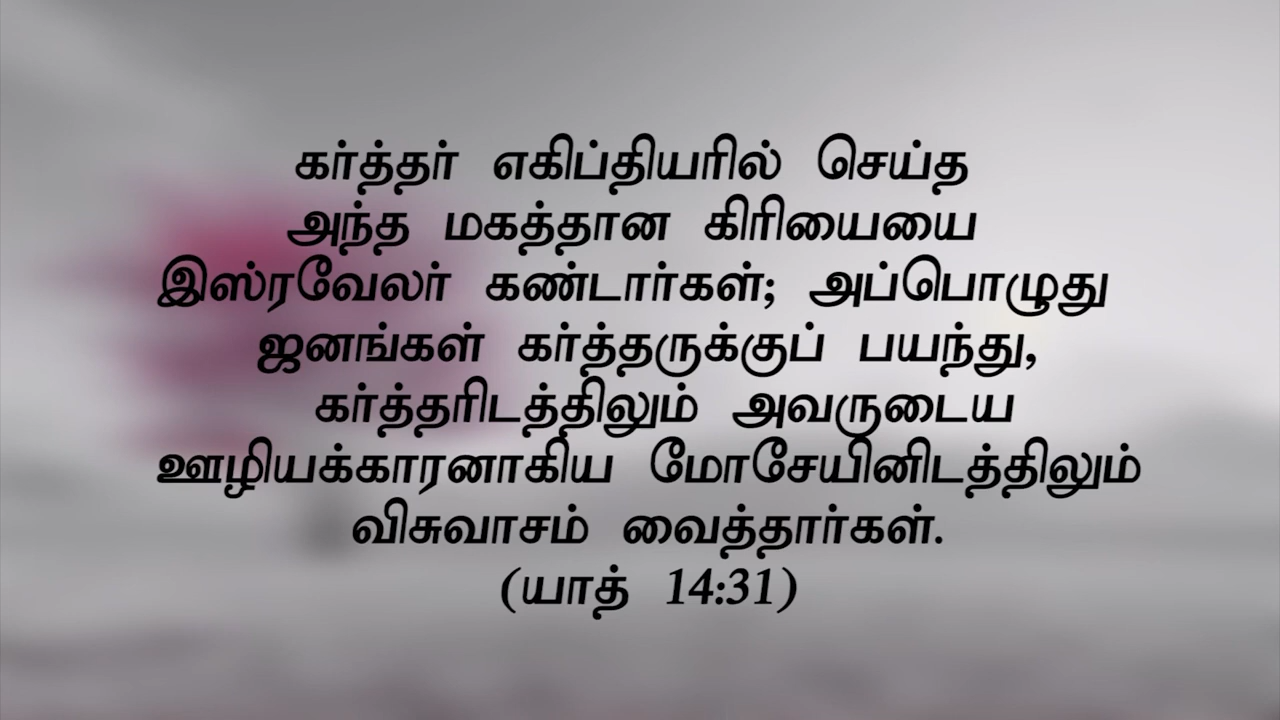 கர்த்தர் எகிப்தியரில் செய்த
அந்த மகத்தான கிரியையை
இஸ்ரவேலர் கண்டார்கள்; அப்பொழுது
ஜனங்கள் கர்த்தருக்குப் பயந்து,
கர்த்தரிடத்திலும் அவருடைய
ஊழியக்காரனாகிய மோசேயினிடத்திலும்
விசுவாசம் வைத்தார்கள்.
(யாத் 14:31)